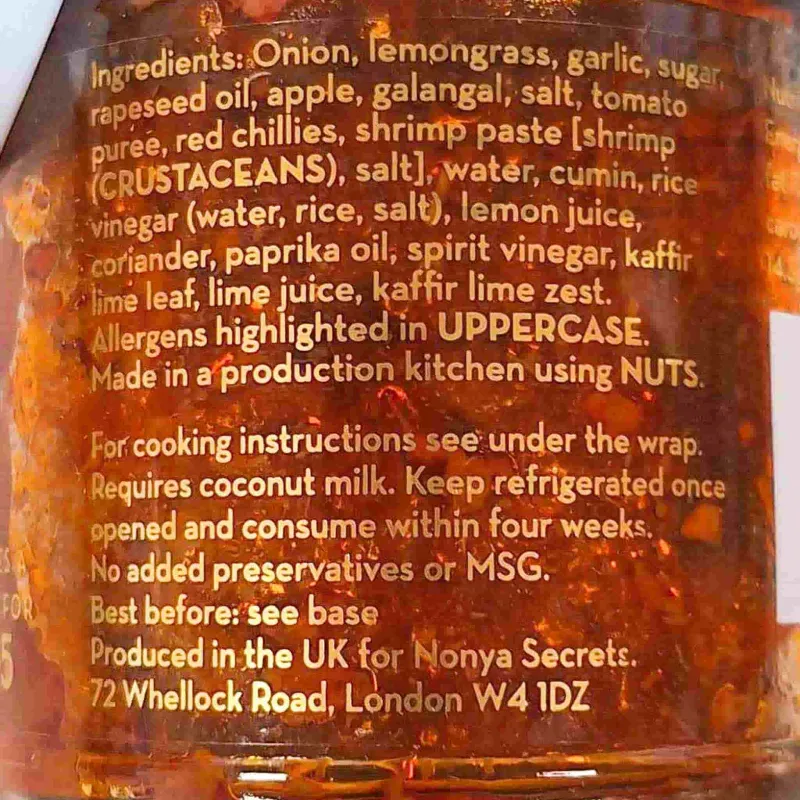 Ingredients: Onion, lemongrass, garlic, sugar,
rapeseed oil, apple, galangal, salt, tomato
puree, red chillies, shrimp paste [shrimp
(CRUSTACEANS), salt], water, cumin, rice
vinegar (water, rice, salt), lemon juice,
coriander, paprika oil, spirit vinegar, kaffir
lime leaf, lime juice, kaffir lime zest.
Allergens highlighted in UPPERCASE.
Made in a production kitchen using NUTS.
For cooking instructions see under the wrap.
Requires coconut milk. Keep refrigerated once
opened and consume within four weeks.
No added preservatives or MSG.
Best before: see base
Produced in the UK for Nonya Secrets.
72 Whellock Road, London W4 1DZ
FOR
5